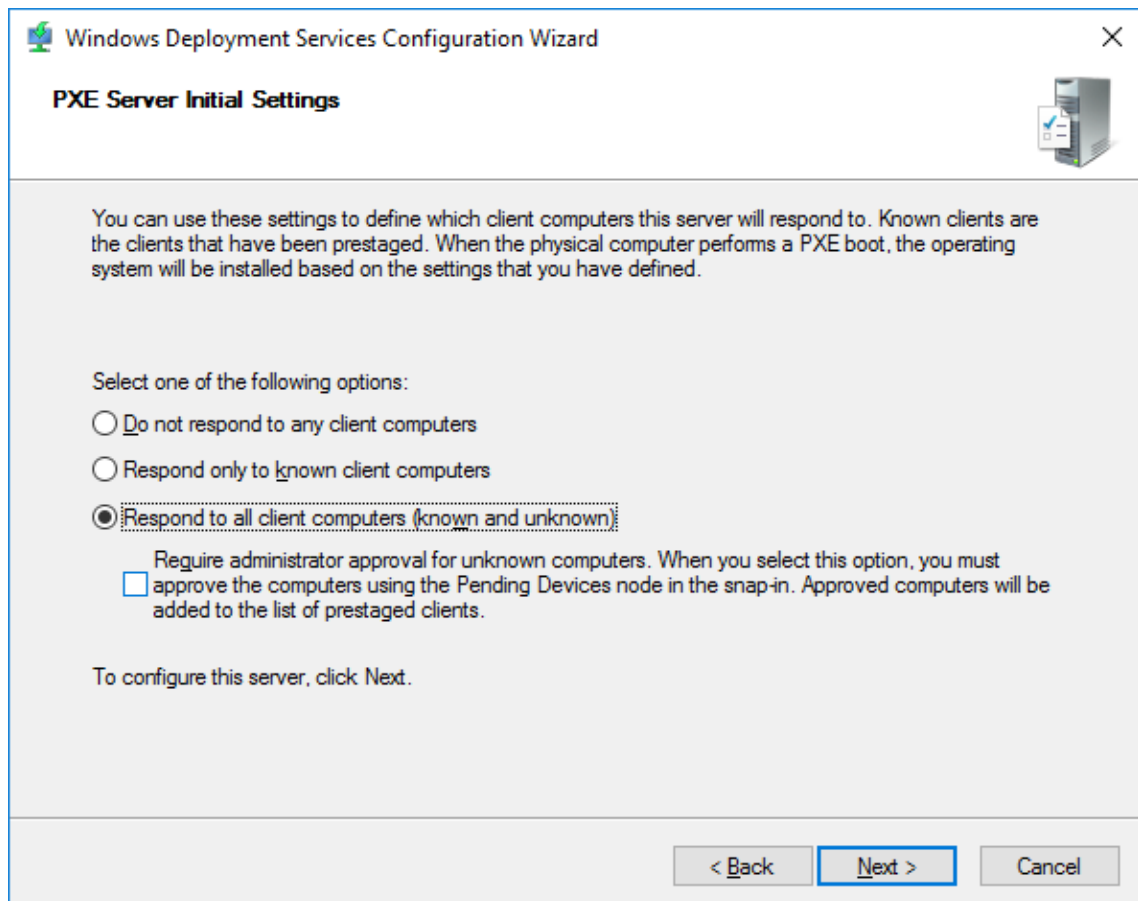 Windows Deployment Services Configuration Wizard
PXE Server Initial Settings
You can use these settings to define which client computers this server will respond to. Known clients are
the clients that have been prestaged. When the physical computer performs a PXE boot, the operating
system will be installed based on the settings that you have defined.
Select one of the following options:
Do not respond to any client computers
Respond only to known client computers
Respond to all client computers (known and unknown)
Require administrator approval for unknown computers. When you select this option, you must
approve the computers using the Pending Devices node in the snap-in. Approved computers will be
added to the list of prestaged clients.
To configure this server, click Next.
< Back
Next >
Cancel